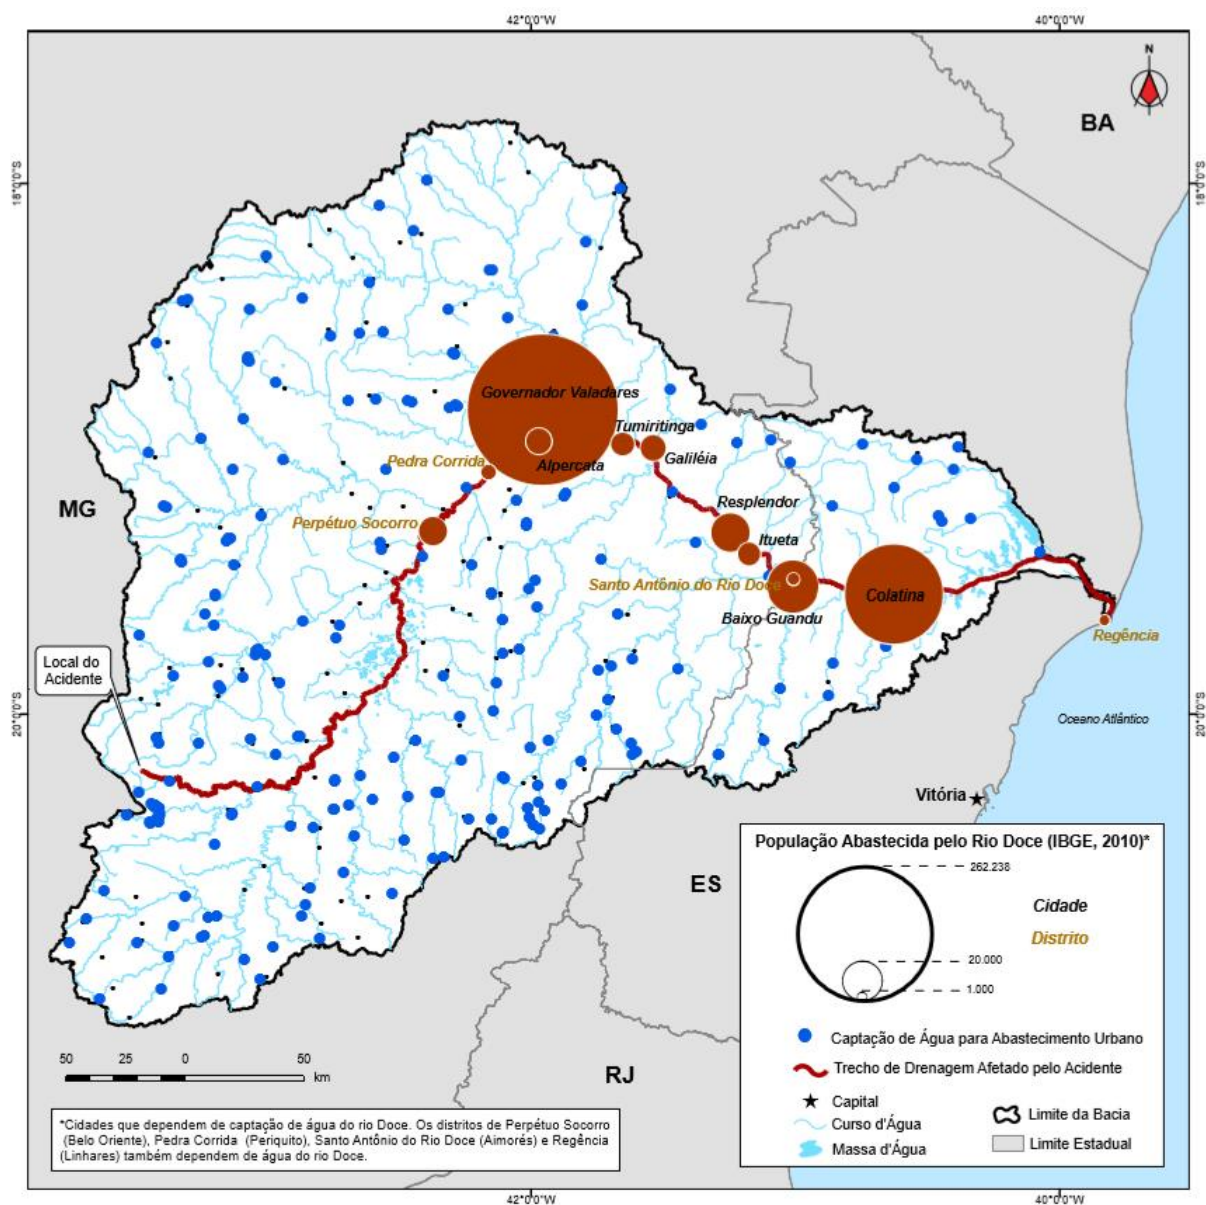 42°0'0"W
40°0'0"W
N
BA
18°0'0"S
18°0'0"S
Governador Valadares
Tumiritinga
Pedra Corrida
Alpercata
Galiléia
MG
Resplendor
Perpétuo Socorro
Itueta
Santo Antônio do Rio Doce
Colatina
Baixo Guandu
Regência
Local do
Acidente
20°0'0"S
20°0'0"S
Oceano Atlântico
Vitória
População Abastecida pelo Rio Doce (IBGE, 2010)*
262.238
ES
Cidade
Distrito
20.000
1.000
Captação de Água para Abastecimento Urbano
50 25 0 50
km
Trecho de Drenagem Afetado pelo Acidente
RJ
Capital
Limite da Bacia
Curso d'Água
Massa d'Água
Limite Estadual
*Cidades que dependem de captação de água do rio Doce. Os distritos de Perpétuo Socorro
(Belo Oriente), Pedra Corrida (Periquito), Santo Antônio do Rio Doce (Aimorés) e Regência
(Linhares) também dependem de água do rio Doce.
42°0'0"W
40°0'0"W